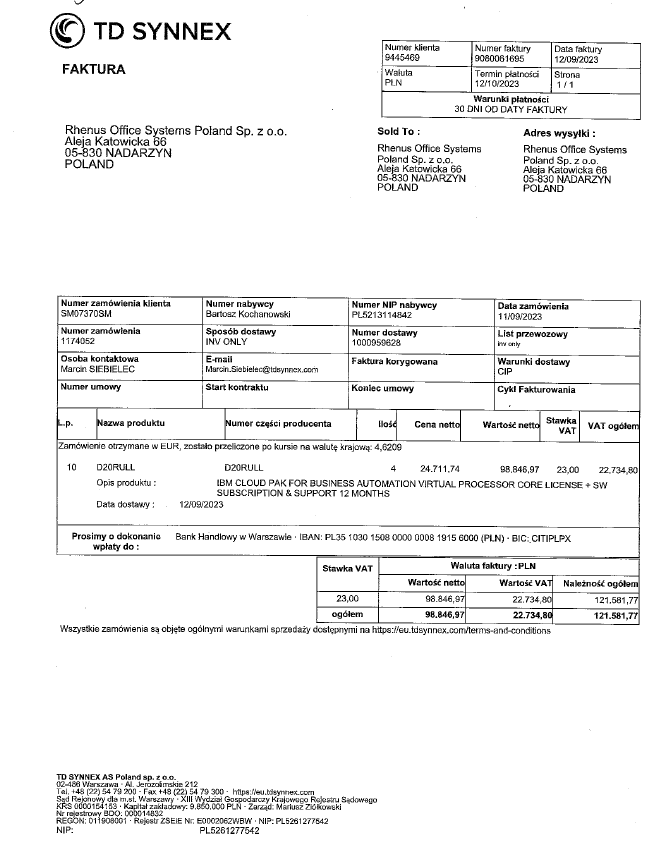 TD SYNNEX
FAKTURA
Numer klienta Numer faktury Data faktury
9445469 9060061695 12/09/2023
Waluta Termin płatności Strona
PLN 12/10/2023 1 / 1
Warunki płatności
30 DNI OD DATY FAKTURY
Rhenus Office Systems Poland Sp. z o.o.
Aleja Katowicka 66
05-830 NADARZYN
POLAND
Sold To : Adres wysyłki :
Rhenus Office Systems Rhenus Office Systems
Poland Sp. z o.o. Poland Sp. z o.o.
Aleja Katowicka 66 Aleja Katowicka 66
05-830 NADARZYN 05-830 NADARZYN
POLAND POLAND
Numer zamówienia klienta Numer nabywcy Numer NIP nabywcy Data zamówienia
SM07370SM Bartosz Kochanowski PL5213114842 11/09/2023
Numer zamówienia Sposób dostawy Numer dostawy List przewozowy
1174052 INV ONLY 1000959628 inv only
Osoba kontaktowa E-mail Faktura korygowana Warunki dostawy
Marcin SIEBIELEC Marcin.Siebielec@tdsynnex.com CIP
Numer umowy Start kontraktu Koniec umowy Cykl Fakturowania
L.p. Nazwa produktu Numer części producenta Ilość Cena netto Wartość netto Stawka VAT VAT ogółem
Zamówienie otrzymane w EUR, zostało przeliczone po kursie na walutę krajową: 4,6209
10 D20RULL D20RULL 4 24.711,74 98.846,97 23,00 22.734,80
Opis produktu : IBM CLOUD PAK FOR BUSINESS AUTOMATION VIRTUAL PROCESSOR CORE LICENSE + SW
SUBSCRIPTION & SUPPORT 12 MONTHS
Data dostawy : 12/09/2023
Prosimy o dokonanie wpłaty do : Bank Handlowy w Warszawie · IBAN: PL35 1030 1508 0000 0008 1915 6000 (PLN) · BIC: CITIPLPX
Stawka VAT Waluta faktury :PLN
Wartość netto Wartość VAT Należność ogółem
23,00 98.846,97 22.734,80 121.581,77
ogółem 98.846,97 22.734,80 121.581,77
Wszystkie zamówienia są objęte ogólnymi warunkami sprzedaży dostępnymi na https://eu.tdsynnex.com/terms-and-conditions
TD SYNNEX AS Poland sp. z o.o.
02-486 Warszawa · Al. Jerozolimskie 212
Tel. +48 (22) 54 79 200 · Fax +48 (22) 54 79 300 · https://eu.tdsynnex.com
Sąd Rejonowy dla m.st. Warszawy · XIII Wydział Gospodarczy Krajowego Rejestru Sądowego
KRS 0000154153 · Kapitał zakładowy: 9.850.000 PLN · Zarząd: Mariusz Ziółkowski
Nr rejestrowy BDO: 000014832
REGON: 011908001 · Rejestr ZSEiE Nr: E0002062WBW · NIP: PL5261277542
NIP: PL5261277542